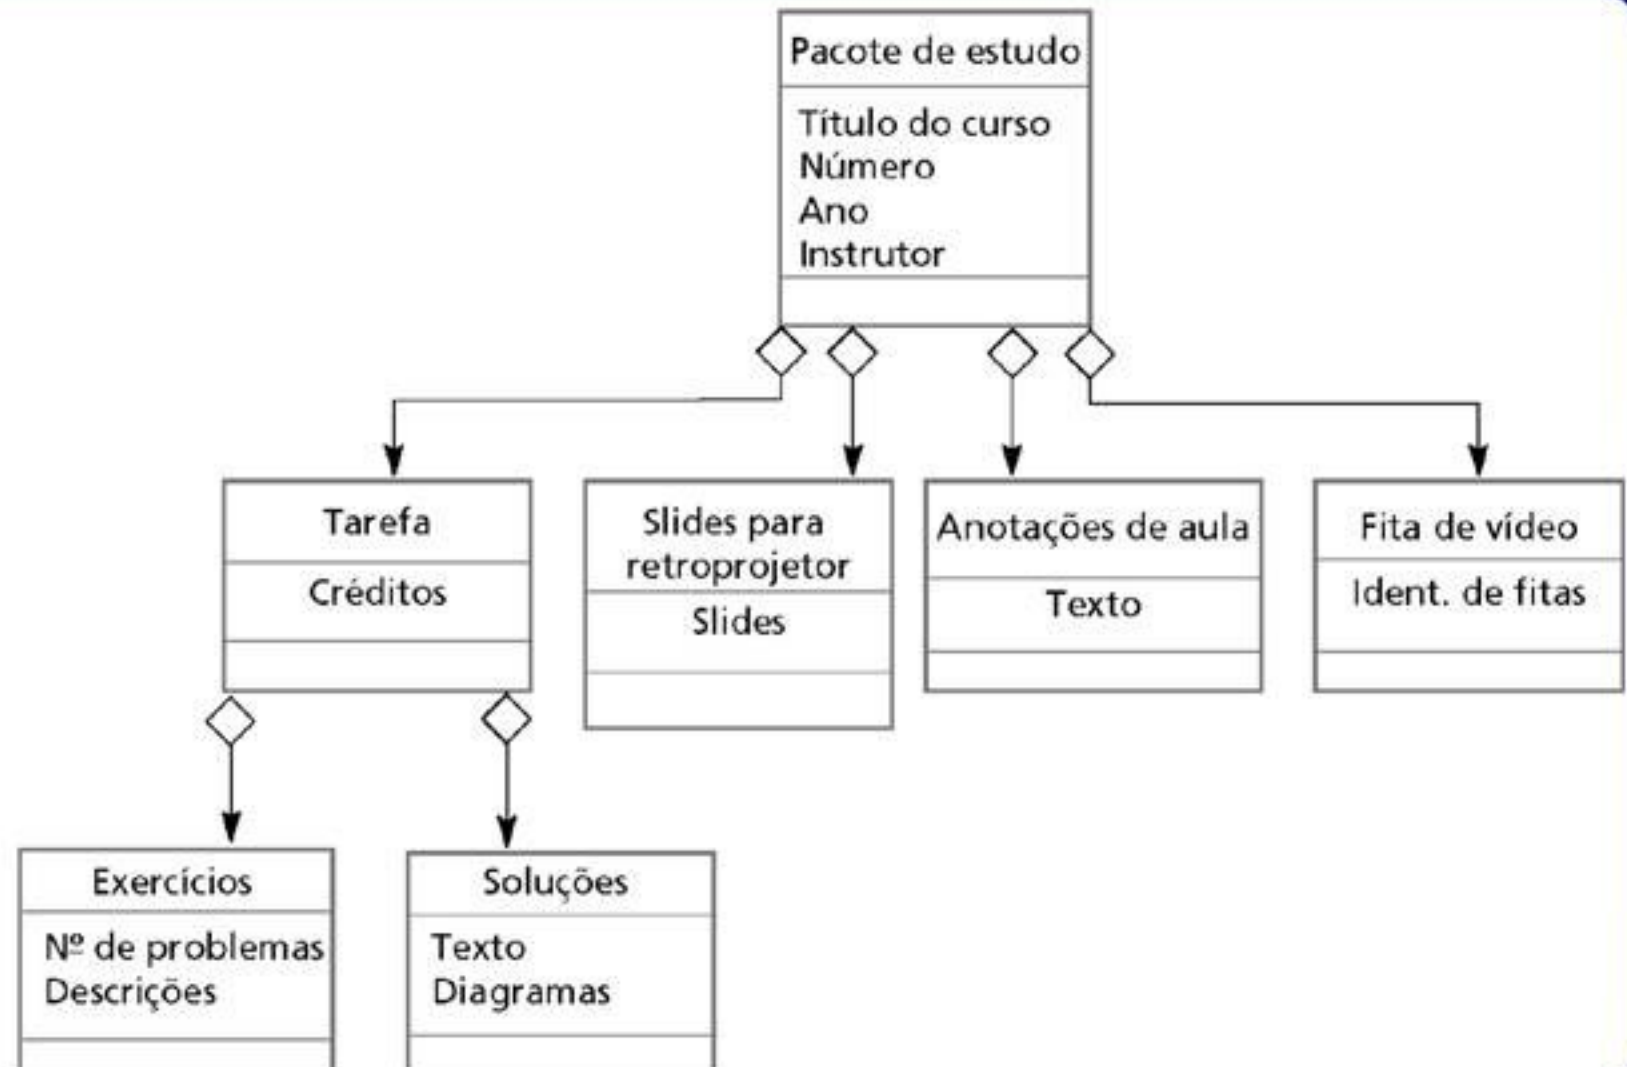 Pacote de estudo
Título do curso
Número
Ano
Instrutor
Tarefa
Créditos
Slides para
retroprojetor
Slides
Anotações de aula
Texto
Fita de vídeo
Ident. de fitas
Exercícios
Nº de problemas
Descrições
Soluções
Texto
Diagramas